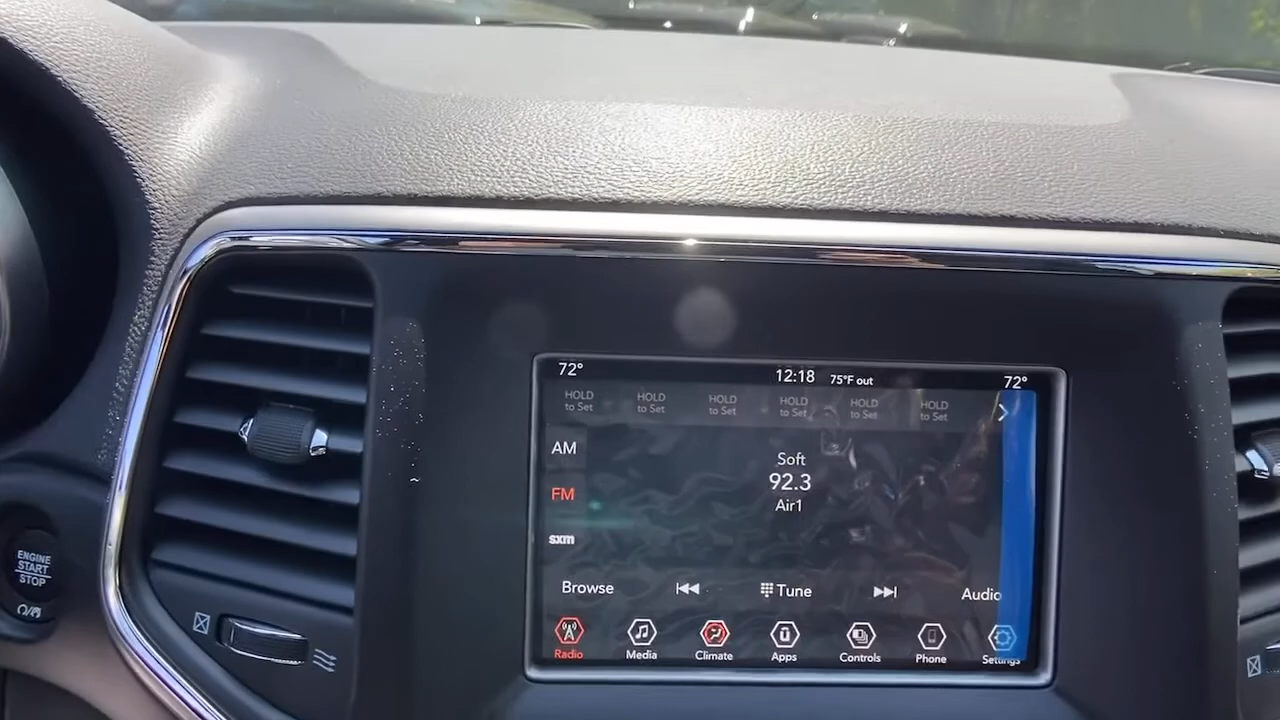 72°
12:18
75°F out
72°
HOLD
to Set
HOLD
to Set
HOLD
to Set
HOLD
to Set
HOLD
to Set
HOLD
to Set
AM
FM
sxm
Soft
92.3
Air1
Browse
Tune
Audio
Radio
Media
Climate
Apps
Controls
Phone
Settings
ENGINE
START
STOP